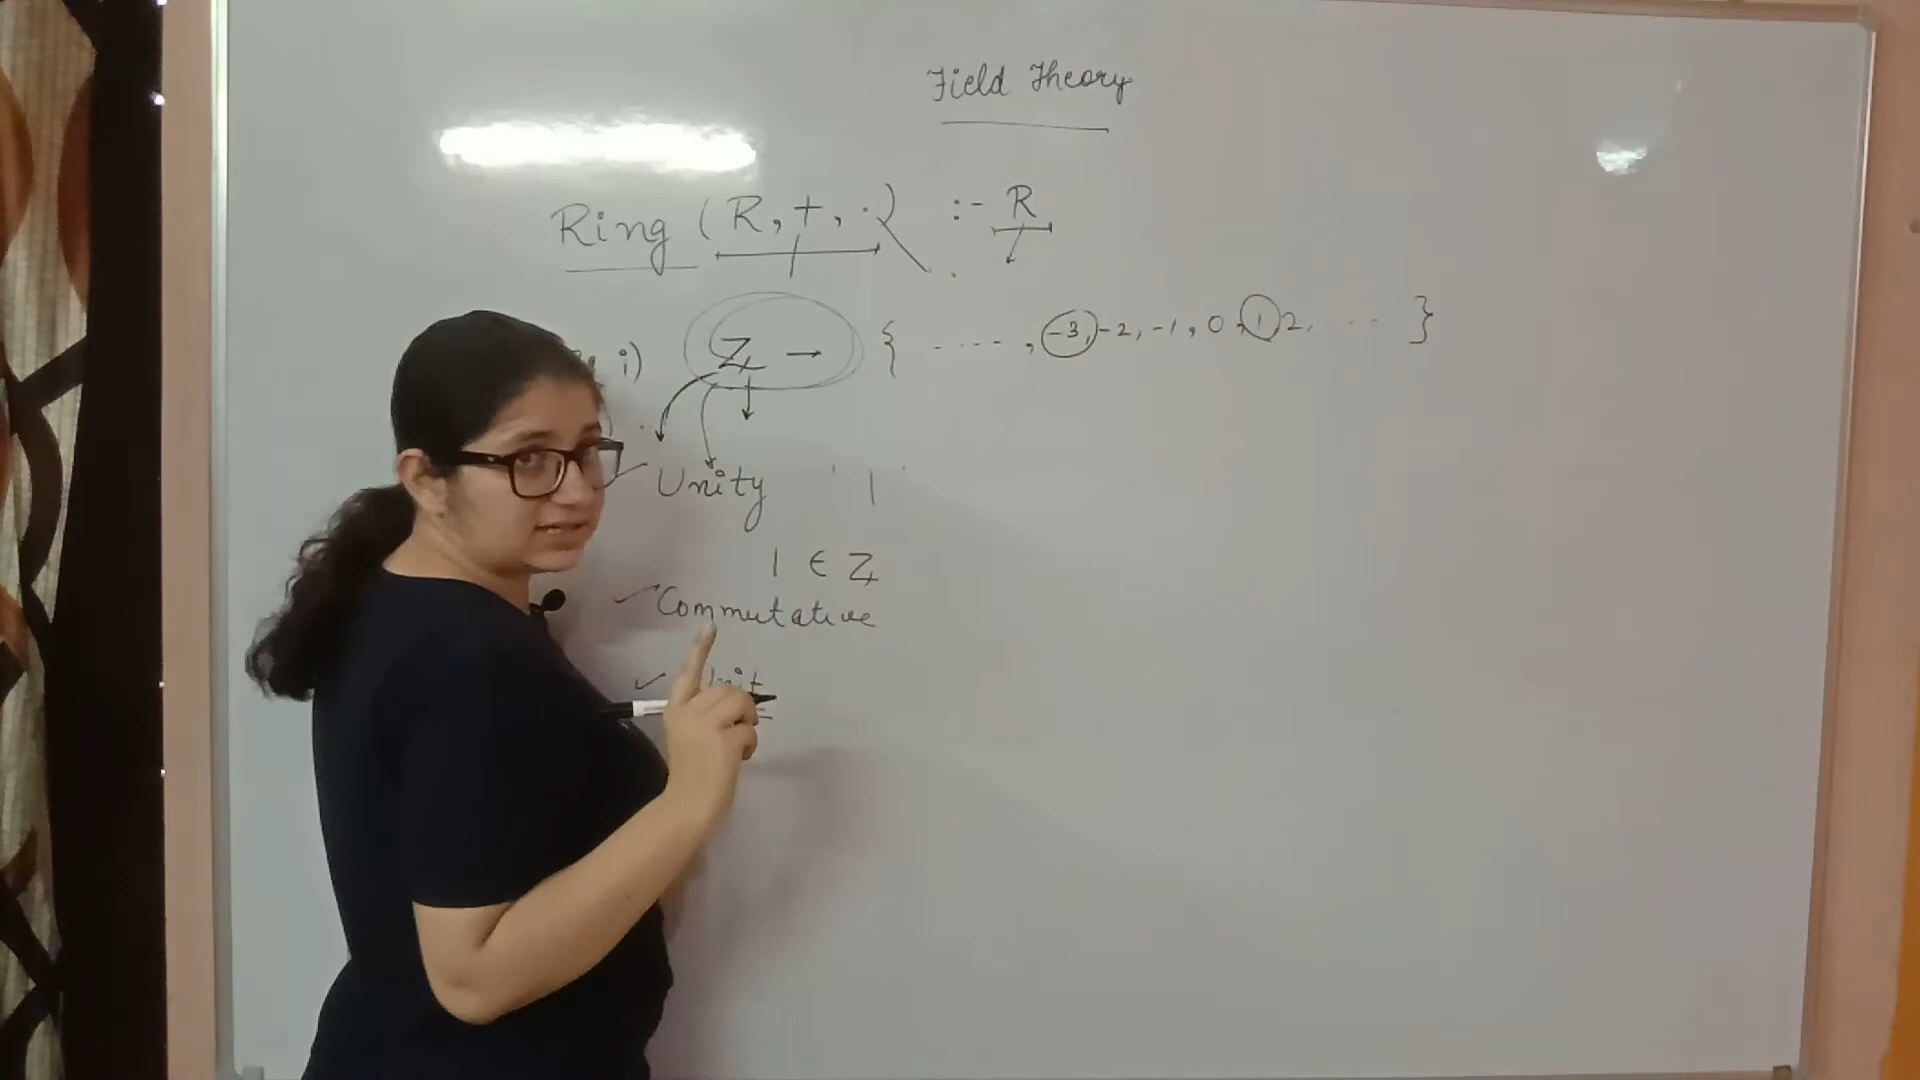 Field Theory
Ring (R, +, ·) :- R
i) Z → { ....., -3, -2, -1, 0, 1, 2, ... }
Unity 1
1 ∈ Z
Commutative